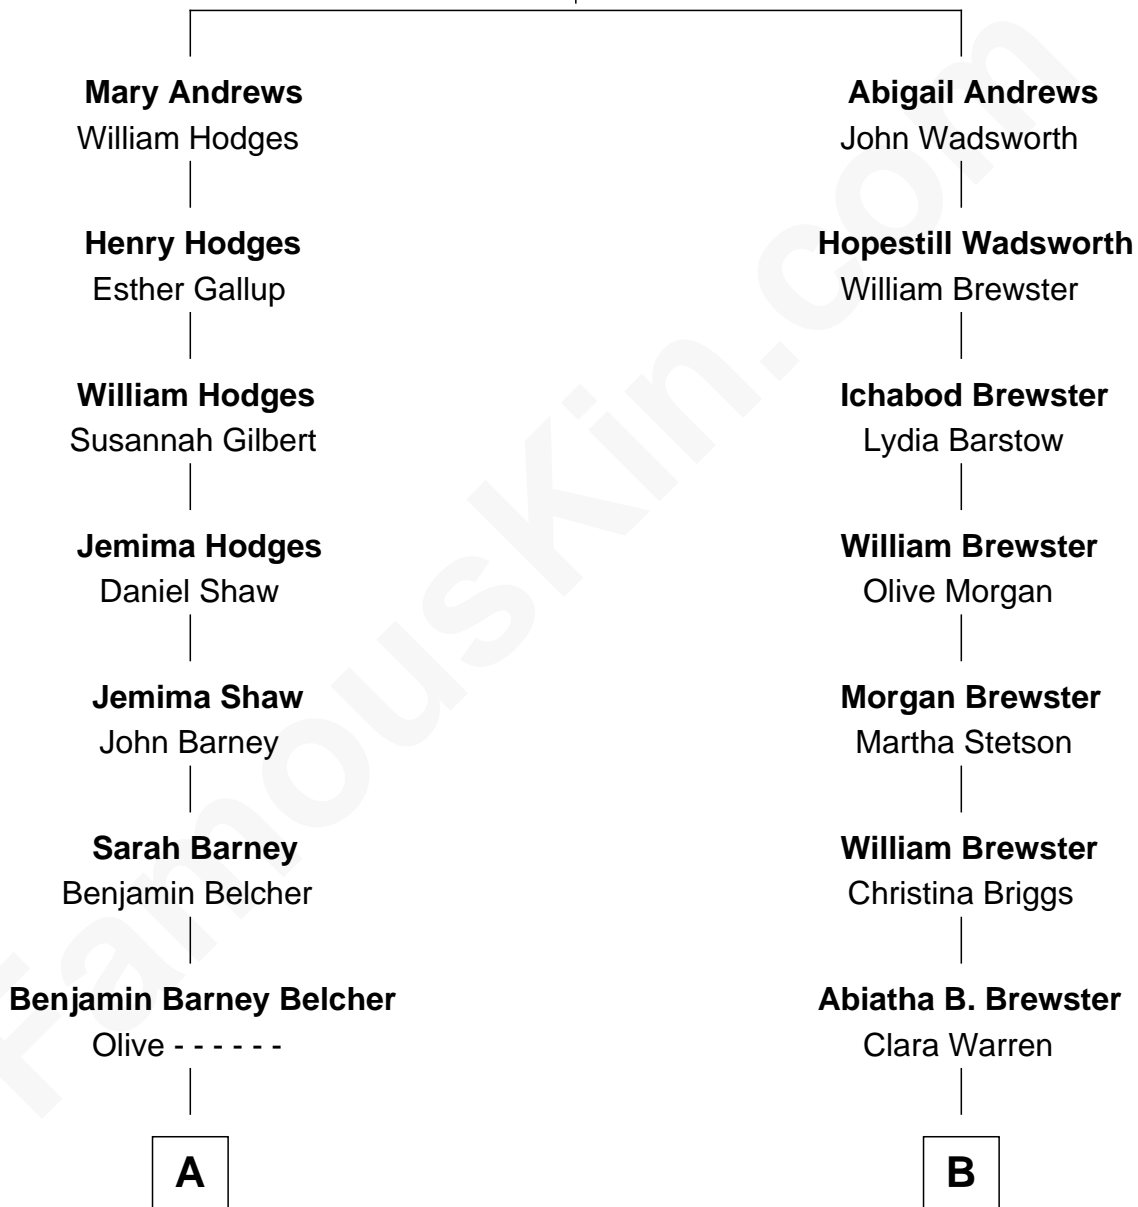 Mary Andrews
William Hodges
Henry Hodges
Esther Gallup
William Hodges
Susannah Gilbert
Jemima Hodges
Daniel Shaw
Jemima Shaw
John Barney
Sarah Barney
Benjamin Belcher
Benjamin Barney Belcher
Olive - - - - - -
A
Abigail Andrews
John Wadsworth
Hopestill Wadsworth
William Brewster
Ichabod Brewster
Lydia Barstow
William Brewster
Olive Morgan
Morgan Brewster
Martha Stetson
William Brewster
Christina Briggs
Abiatha B. Brewster
Clara Warren
B
FamousKin.com